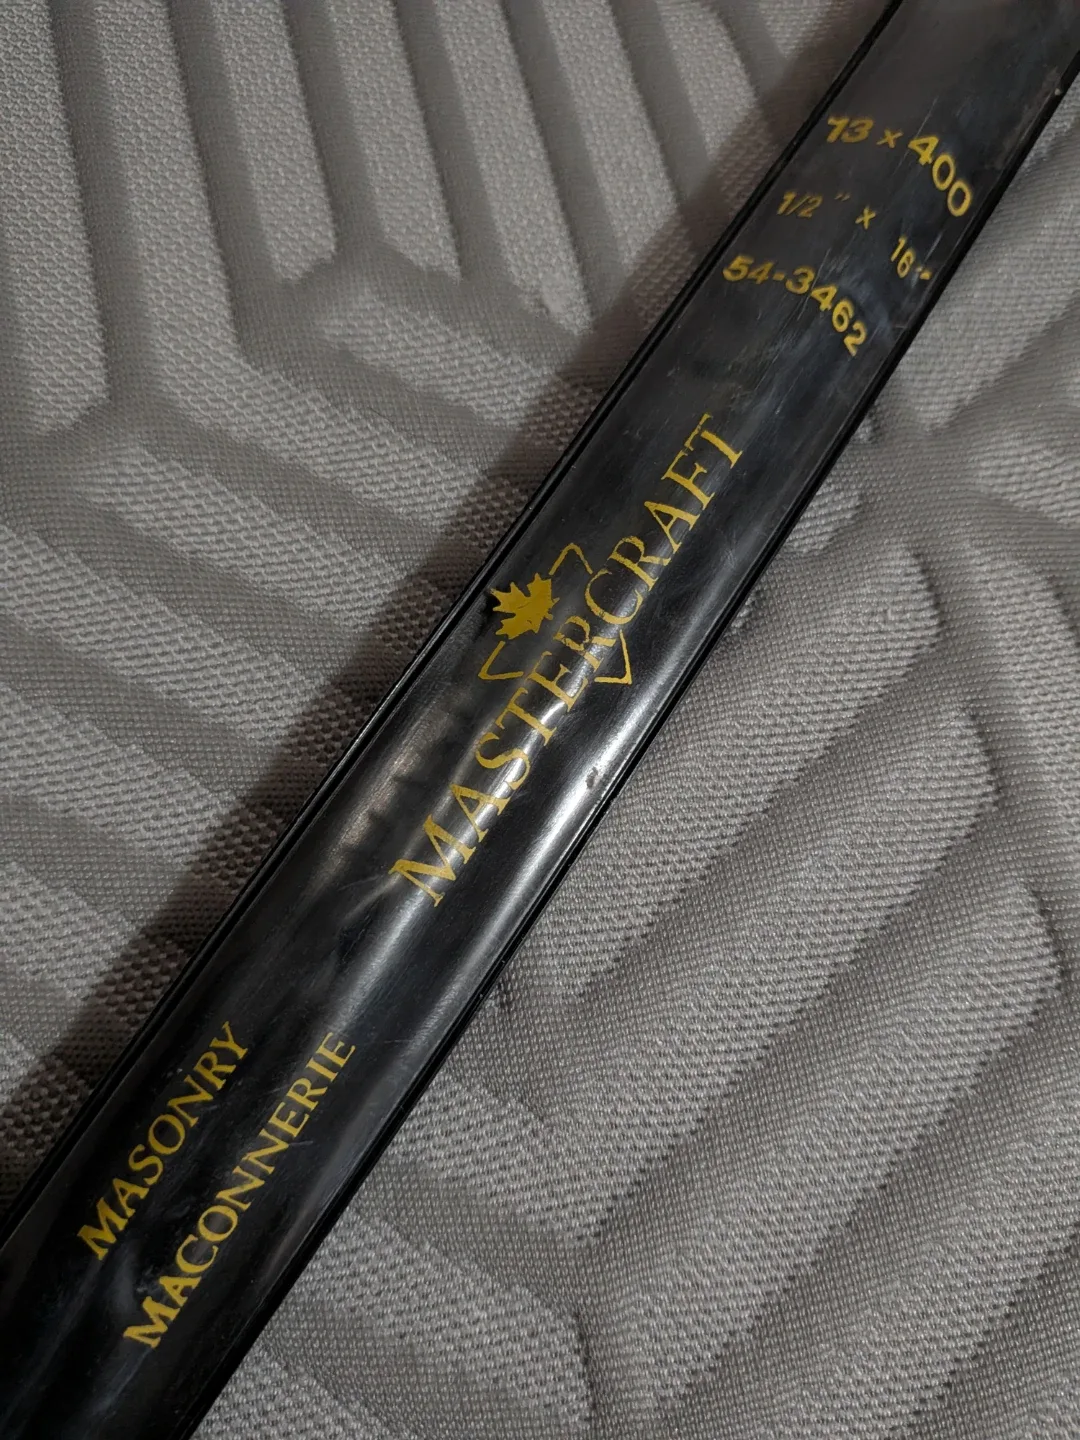 13 x 400
1/2" x 16"
54-3462
MASTERCRAFT
MASONRY
MACONNERIE